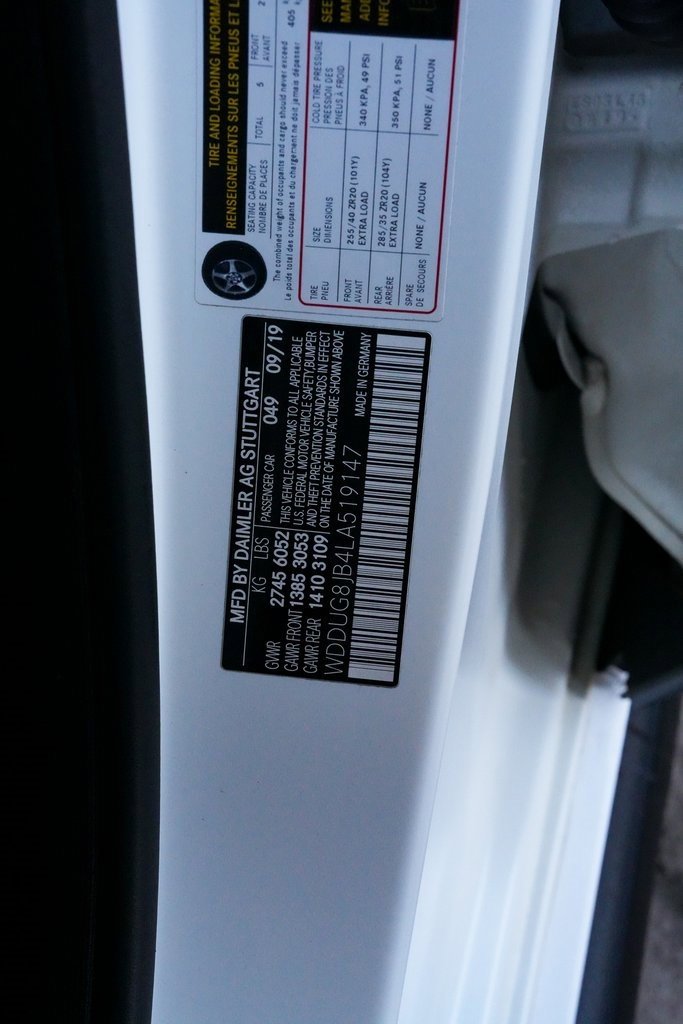 TIRE AND LOADING INFORMA
RENSEIGNEMENTS SUR LES PNEUS ET L
SEATING CAPACITY
NOMBRE DE PLACES
TOTAL 5
FRONT 2
AVANT
The combined weight of occupants and cargo should never exceed 405 k
Le poids total des occupants et du chargement ne doit jamais dépasser
TIRE SIZE COLD TIRE PRESSURE
PNEU DIMENSIONS PRESSION DES
PNEUS À FROID
FRONT 255/40 ZR20 (101Y) 340 KPA, 49 PSI
AVANT EXTRA LOAD
REAR 285/35 ZR20 (104Y) 350 KPA, 51 PSI
ARRIÈRE EXTRA LOAD
SPARE NONE / AUCUN NONE / AUCUN
DE SECOURS
SEE
MAN
ADD
INFO
MFD BY DAIMLER AG STUTTGART
KG LBS PASSENGER CAR 049 09/19
GVWR 2745 6052 THIS VEHICLE CONFORMS TO ALL APPLICABLE
GAWR FRONT 1385 3053 U.S. FEDERAL MOTOR VEHICLE SAFETY,BUMPER
GAWR REAR 1410 3109 AND THEFT PREVENTION STANDARDS IN EFFECT
ON THE DATE OF MANUFACTURE SHOWN ABOVE
WDDUG8JB4LA519147 MADE IN GERMANY